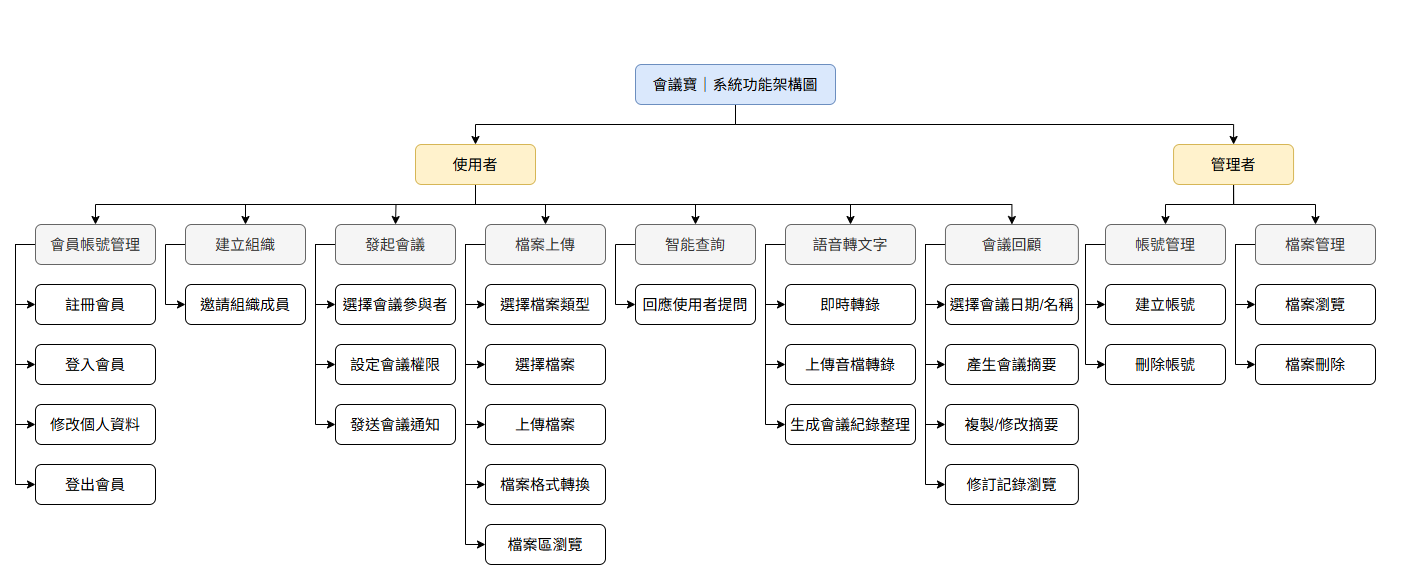 會議寶｜系統功能架構圖
使用者
管理者
會員帳號管理
建立組織
發起會議
檔案上傳
智能查詢
語音轉文字
會議回顧
帳號管理
檔案管理
註冊會員
邀請組織成員
選擇會議參與者
選擇檔案類型
回應使用者提問
即時轉錄
選擇會議日期/名稱
建立帳號
檔案瀏覽
登入會員
設定會議權限
選擇檔案
上傳音檔轉錄
產生會議摘要
刪除帳號
檔案刪除
修改個人資料
發送會議通知
上傳檔案
生成會議紀錄整理
複製/修改摘要
登出會員
檔案格式轉換
修訂記錄瀏覽
檔案區瀏覽